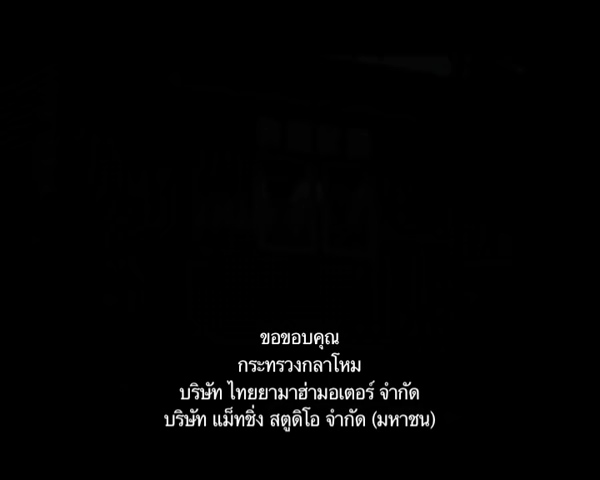 ขอขอบคุณ
กระทรวงกลาโหม
บริษัท ไทยยามาฮ่ามอเตอร์ จำกัด
บริษัท แม็ทชิ่ง สตูดิโอ จำกัด (มหาชน)